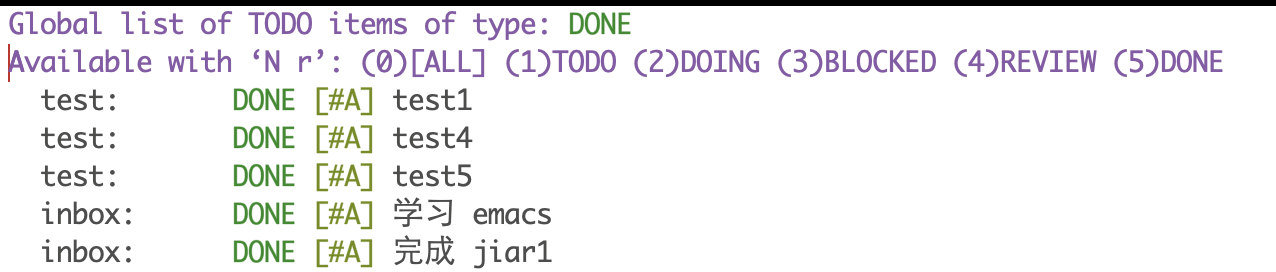 Global list of TODO items of type: DONE
Available with ‘N r’: (0)[ALL] (1)TODO (2)DOING (3)BLOCKED (4)REVIEW (5)DONE
test: DONE [#A] test1
test: DONE [#A] test4
test: DONE [#A] test5
inbox: DONE [#A] 学习 emacs
inbox: DONE [#A] 完成 jiar1